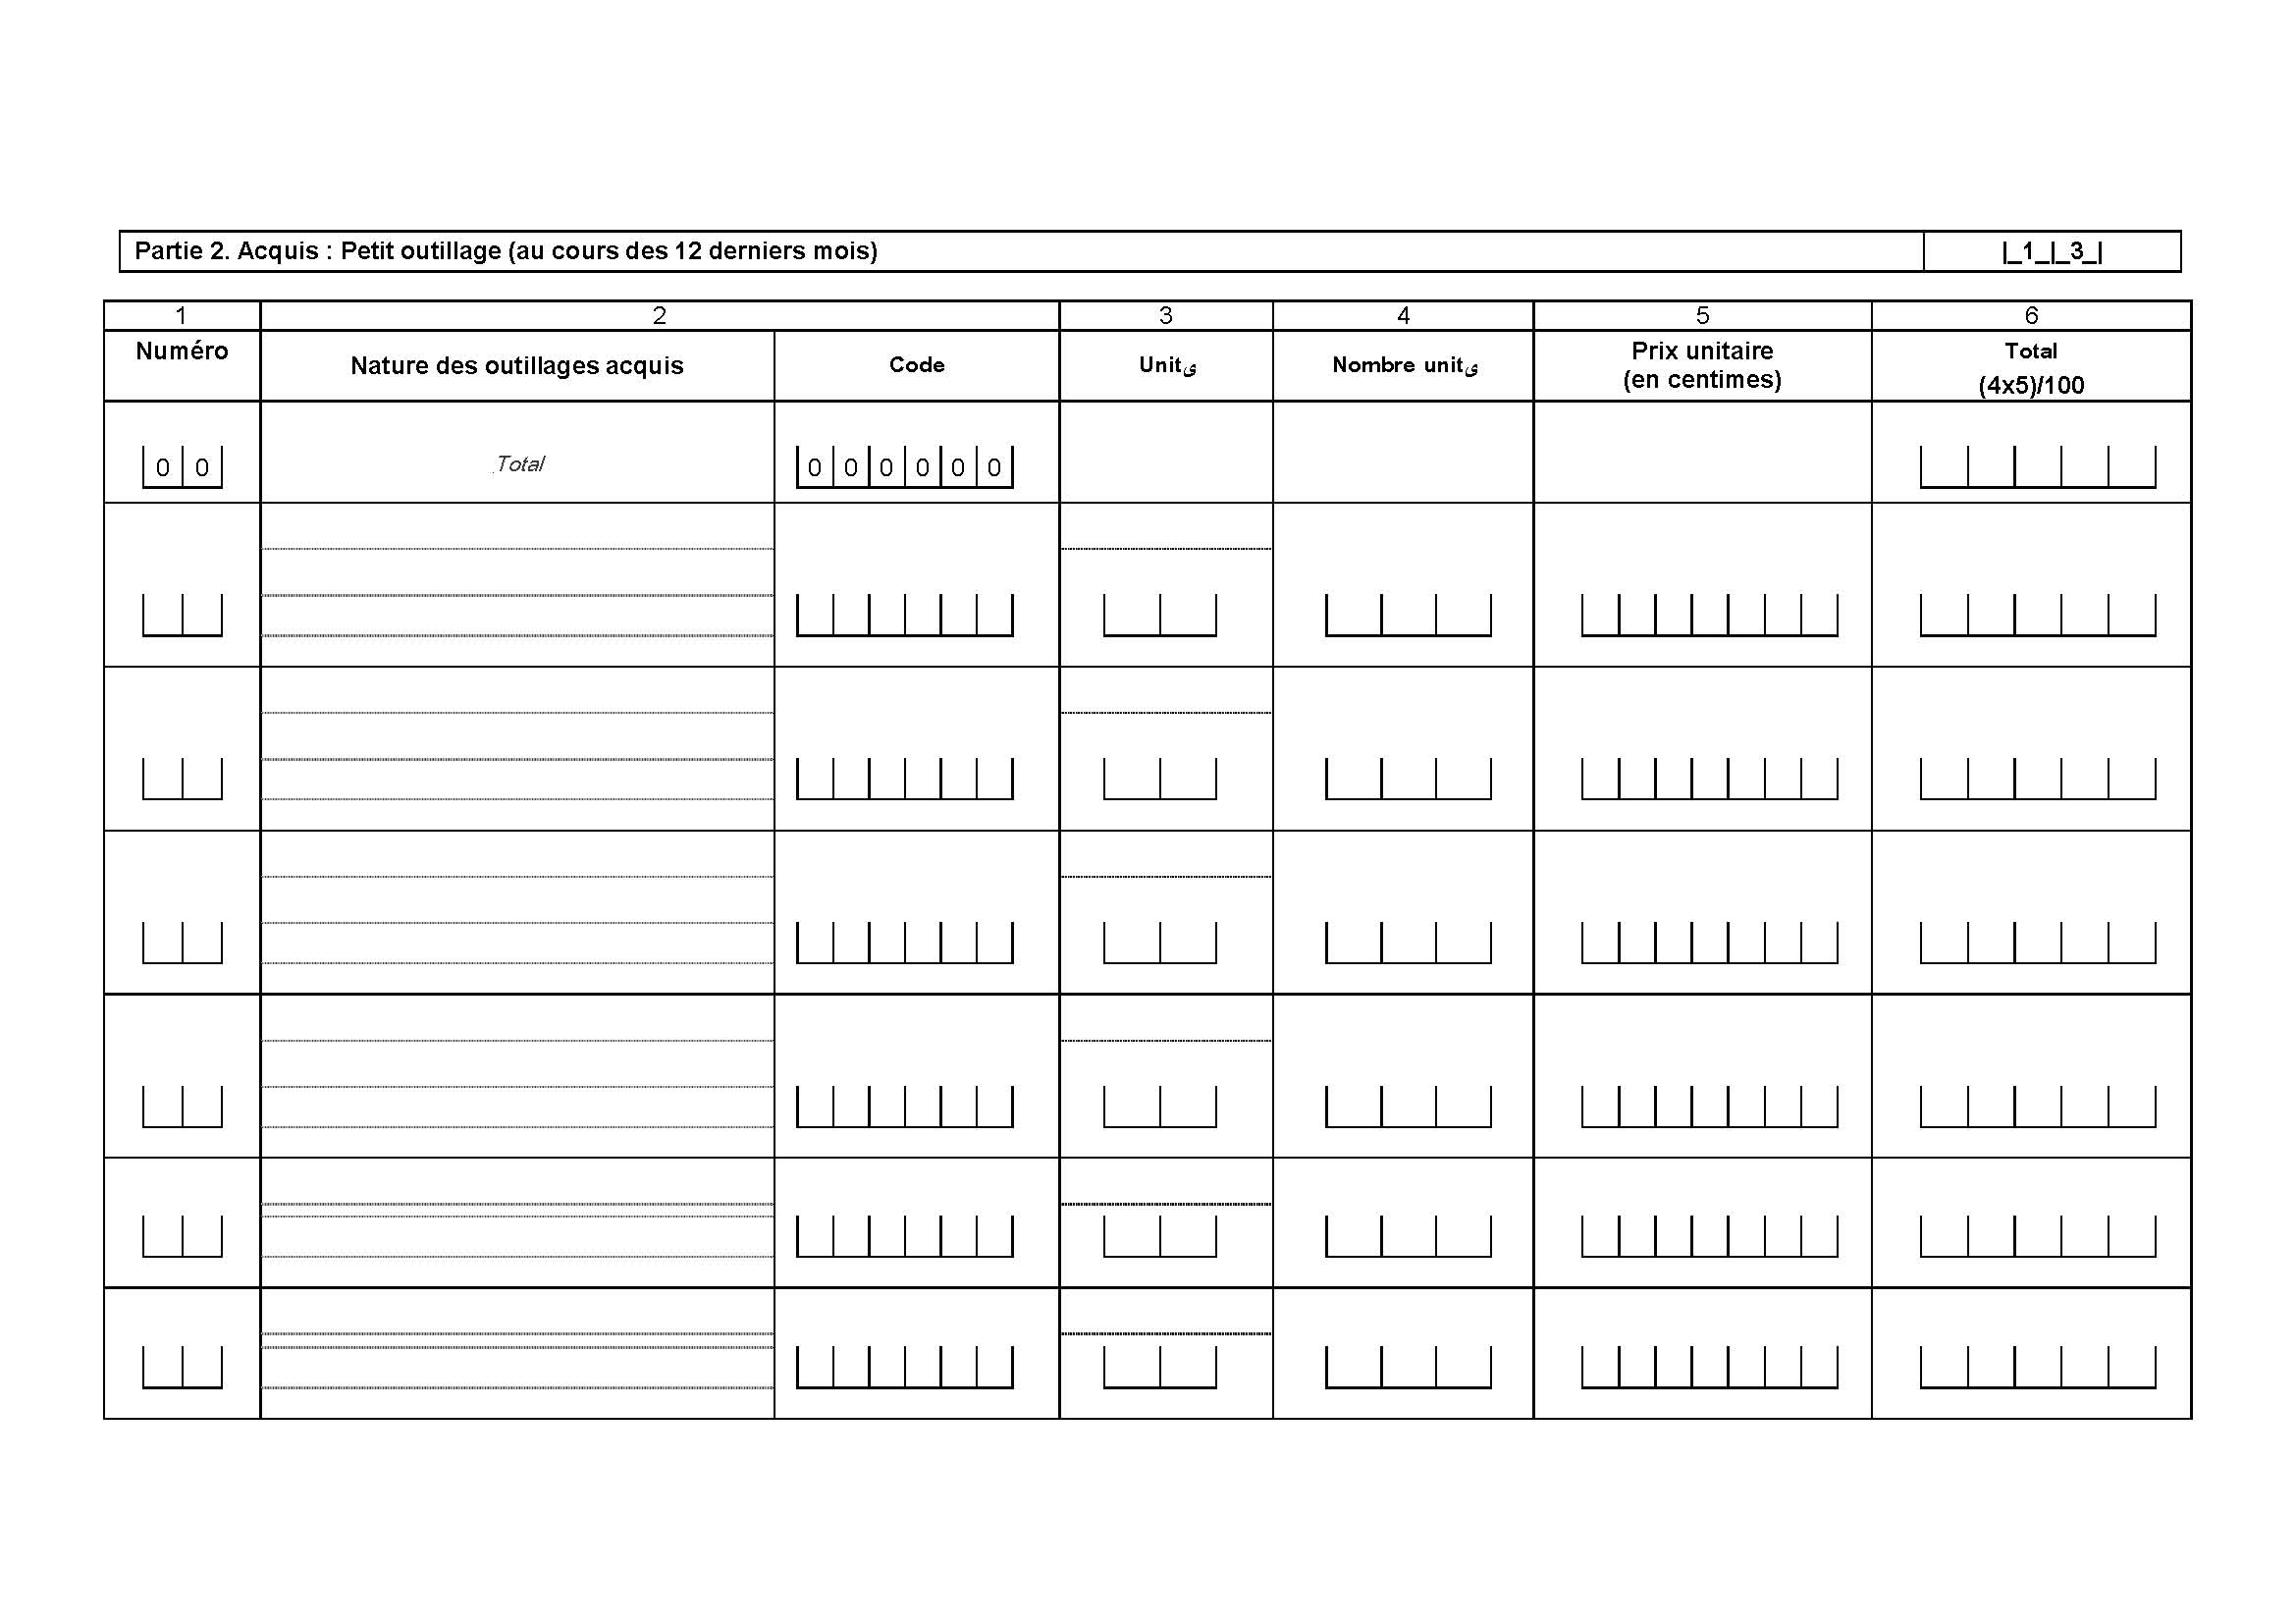 Partie 2. Acquis : Petit outillage (au cours des 12 derniers mois) |_1_|_3_|
1 2 3 4 5 6
Numéro Nature des outillages acquis Code Unitى Nombre unitى Prix unitaire (en centimes) Total (4x5)/100
0 0 Total 0 0 0 0 0 0